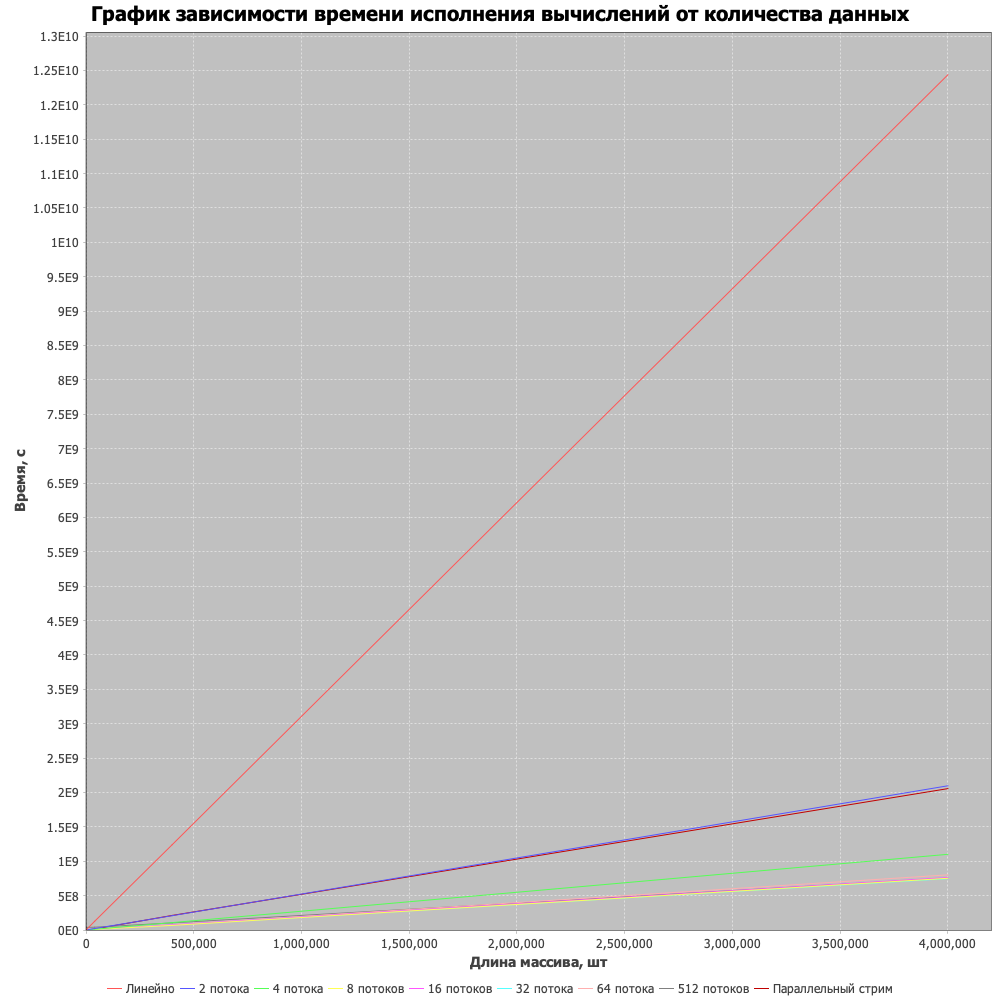 График зависимости времени исполнения вычислений от количества данных
1.3E10
1.25E10
1.2E10
1.15E10
1.1E10
1.05E10
1E10
9.5E9
9E9
8.5E9
8E9
7.5E9
7E9
6.5E9
6E9
5.5E9
5E9
4.5E9
4E9
3.5E9
3E9
2.5E9
2E9
1.5E9
1E9
5E8
0E0
Время, с
0 500,000 1,000,000 1,500,000 2,000,000 2,500,000 3,000,000 3,500,000 4,000,000
Длина массива, шт
Линейно 2 потока 4 потока 8 потоков 16 потоков 32 потока 64 потока 512 потоков Параллельный стрим